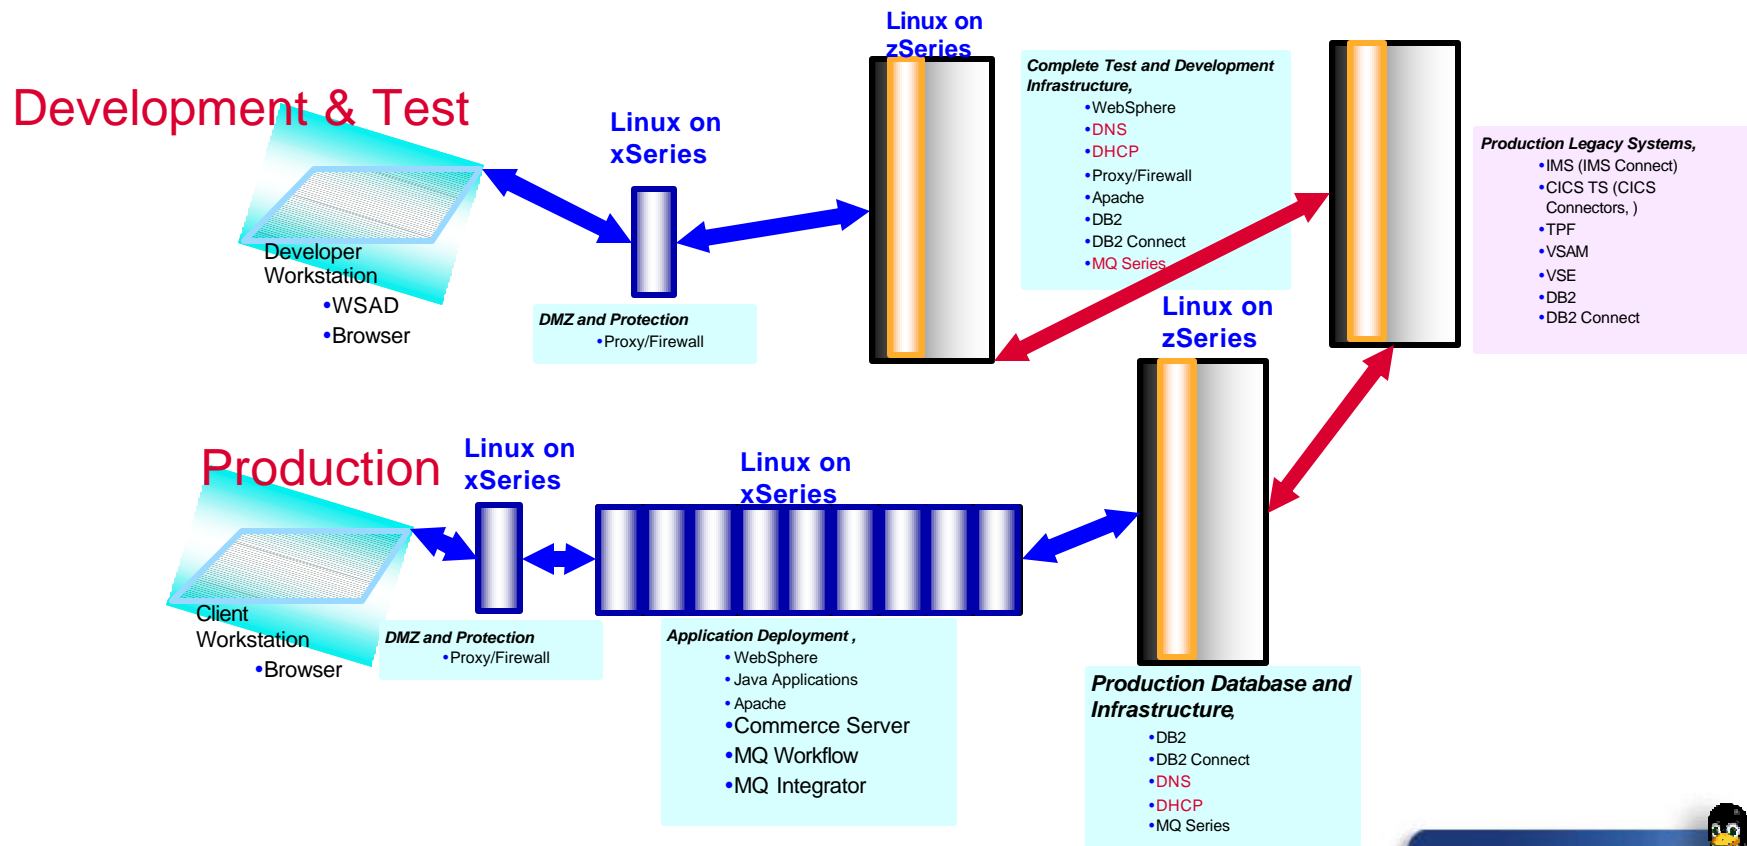 Development & Test
Developer
Workstation
•WSAD
•Browser
Linux on
xSeries
DMZ and Protection
•Proxy/Firewall
Linux on
zSeries
Complete Test and Development
Infrastructure,
•WebSphere
•DNS
•DHCP
•Proxy/Firewall
•Apache
•DB2
•DB2 Connect
•MQ Series
Production Legacy Systems,
•IMS (IMS Connect)
•CICS TS (CICS
Connectors, )
•TPF
•VSAM
•VSE
•DB2
•DB2 Connect
Production
Client
Workstation
•Browser
Linux on
xSeries
DMZ and Protection
•Proxy/Firewall
Linux on
xSeries
Application Deployment ,
• WebSphere
• Java Applications
• Apache
•Commerce Server
•MQ Workflow
•MQ Integrator
Linux on
zSeries
Production Database and
Infrastructure,
•DB2
•DB2 Connect
•DNS
•DHCP
•MQ Series